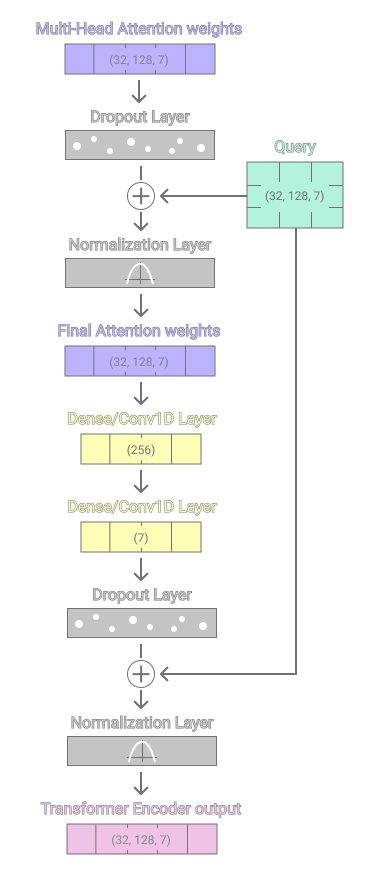 Multi-Head Attention weights
(32, 128, 7)
Dropout Layer
Query
(32, 128, 7)
Normalization Layer
Final Attention weights
(32, 128, 7)
Dense/Conv1D Layer
(256)
Dense/Conv1D Layer
(7)
Dropout Layer
Normalization Layer
Transformer Encoder output
(32, 128, 7)